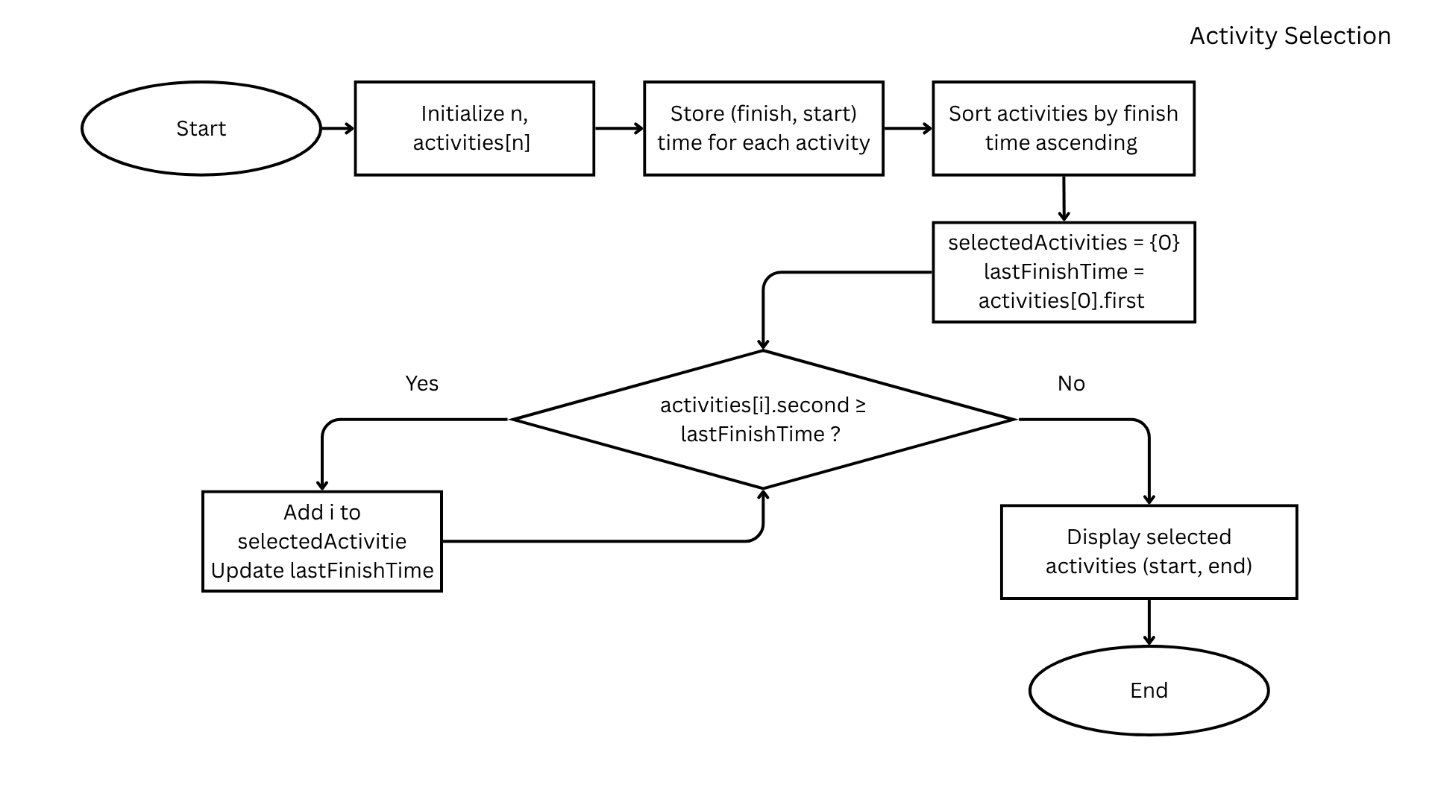 Activity Selection
Start
Initialize n,
activities[n]
Store (finish, start)
time for each activity
Sort activities by finish
time ascending
selectedActivities = {0}
lastFinishTime =
activities[0].first
Yes
activities[i].second ≥
lastFinishTime ?
No
Add i to
selectedActivitie
Update lastFinishTime
Display selected
activities (start, end)
End